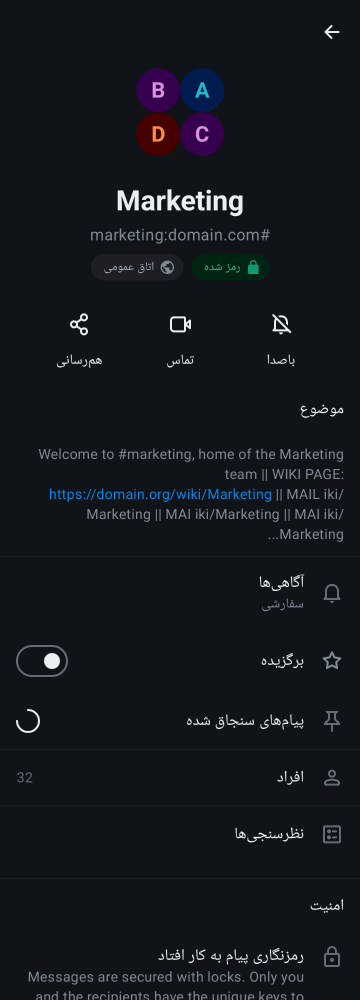 B A
D C
Marketing
#marketing:domain.com
رمز شده
اتاق عمومی
باصدا
تماس
هم‌رسانی
موضوع
Welcome to #marketing, home of the Marketing
team || WIKI PAGE:
https://domain.org/wiki/Marketing || MAIL iki/
Marketing || MAI iki/Marketing || MAI iki/
Marketing...
آگاهی‌ها
سفارشی
برگزیده
پیام‌های سنجاق شده
افراد
32
نظرسنجی‌ها
امنیت
رمزنگاری پیام به کار افتاد
Messages are secured with locks. Only you
and the recipients have the unique keys to